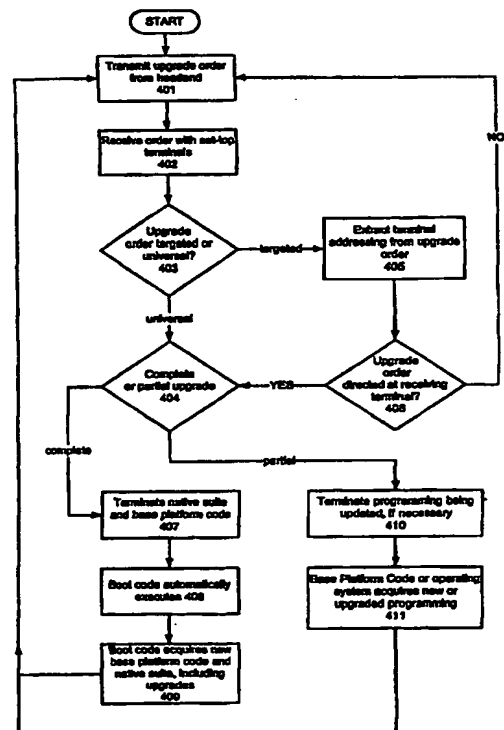 START
Transmit upgrade order
from headend
401
Receive order with set-top
terminals
402
Upgrade
order targeted or
universal?
403
targeted
Extract terminal
addressing from upgrade
order
405
universal
Complete
or partial upgrade
404
YES
Upgrade
order
directed at receiving
terminal?
406
NO
complete
partial
Terminate native suite
and base platform code
407
Terminate programming being
updated, if necessary
410
Boot code automatically
executes 408
Base Platform Code or operating
system acquires new or
upgraded programming
411
Boot code acquires new
base platform code and
native suite, including
upgrades
409